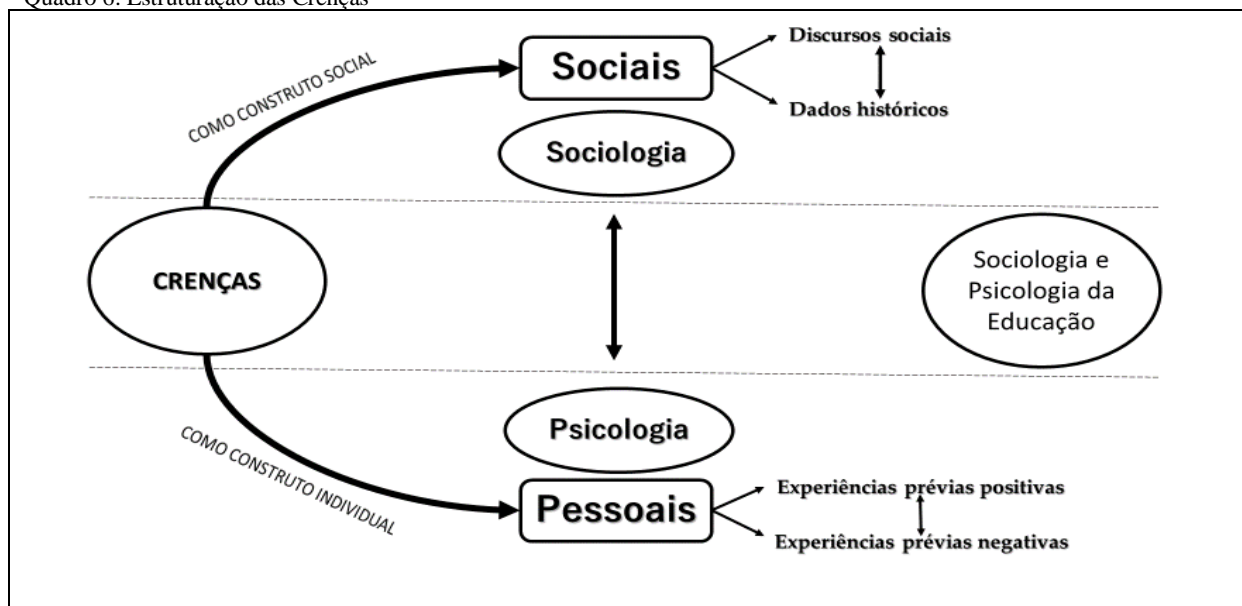 Quadro 6: Estruturação das Crenças
COMO CONSTRUTO SOCIAL
Sociais
Discursos sociais
Dados históricos
Sociologia
CRENÇAS
Sociologia e
Psicologia da
Educação
Psicologia
COMO CONSTRUTO INDIVIDUAL
Pessoais
Experiências prévias positivas
Experiências prévias negativas